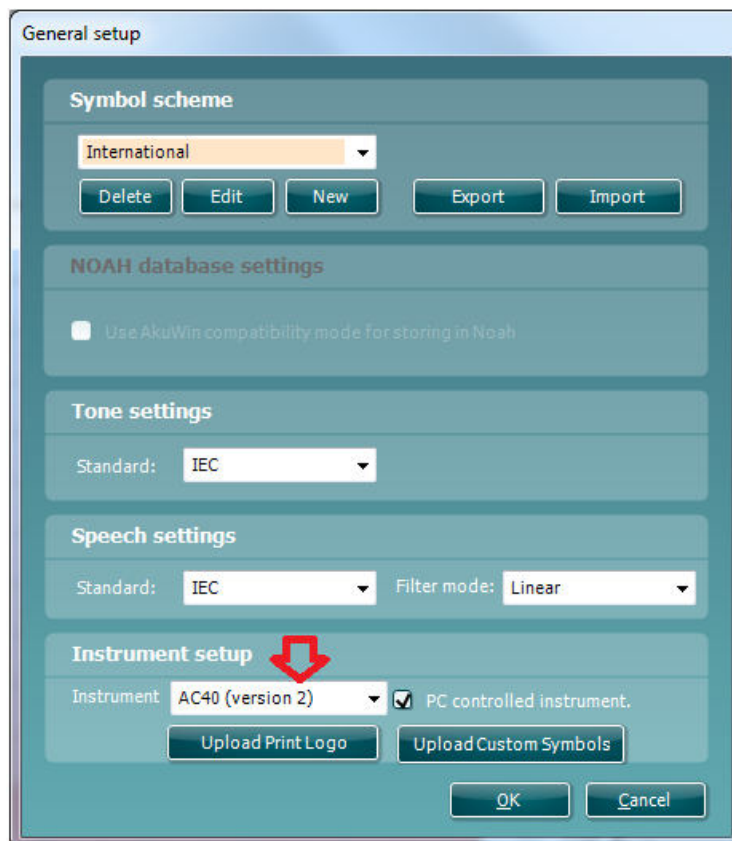 General setup
Symbol scheme
International
Delete Edit New Export Import
NOAH database settings
Use AkuWin compatibility mode for storing in Noah
Tone settings
Standard: IEC
Speech settings
Standard: IEC Filter mode: Linear
Instrument setup
Instrument AC40 (version 2) PC controlled instrument.
Upload Print Logo Upload Custom Symbols
OK Cancel